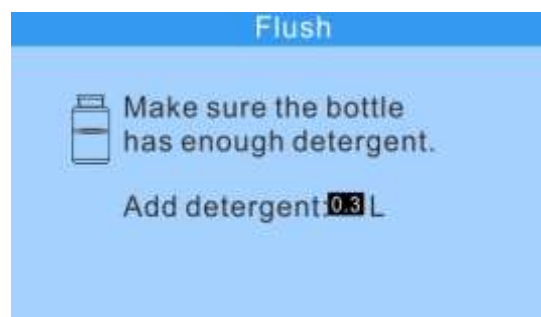 Flush
Make sure the bottle
has enough detergent.
Add detergent:0.3 L